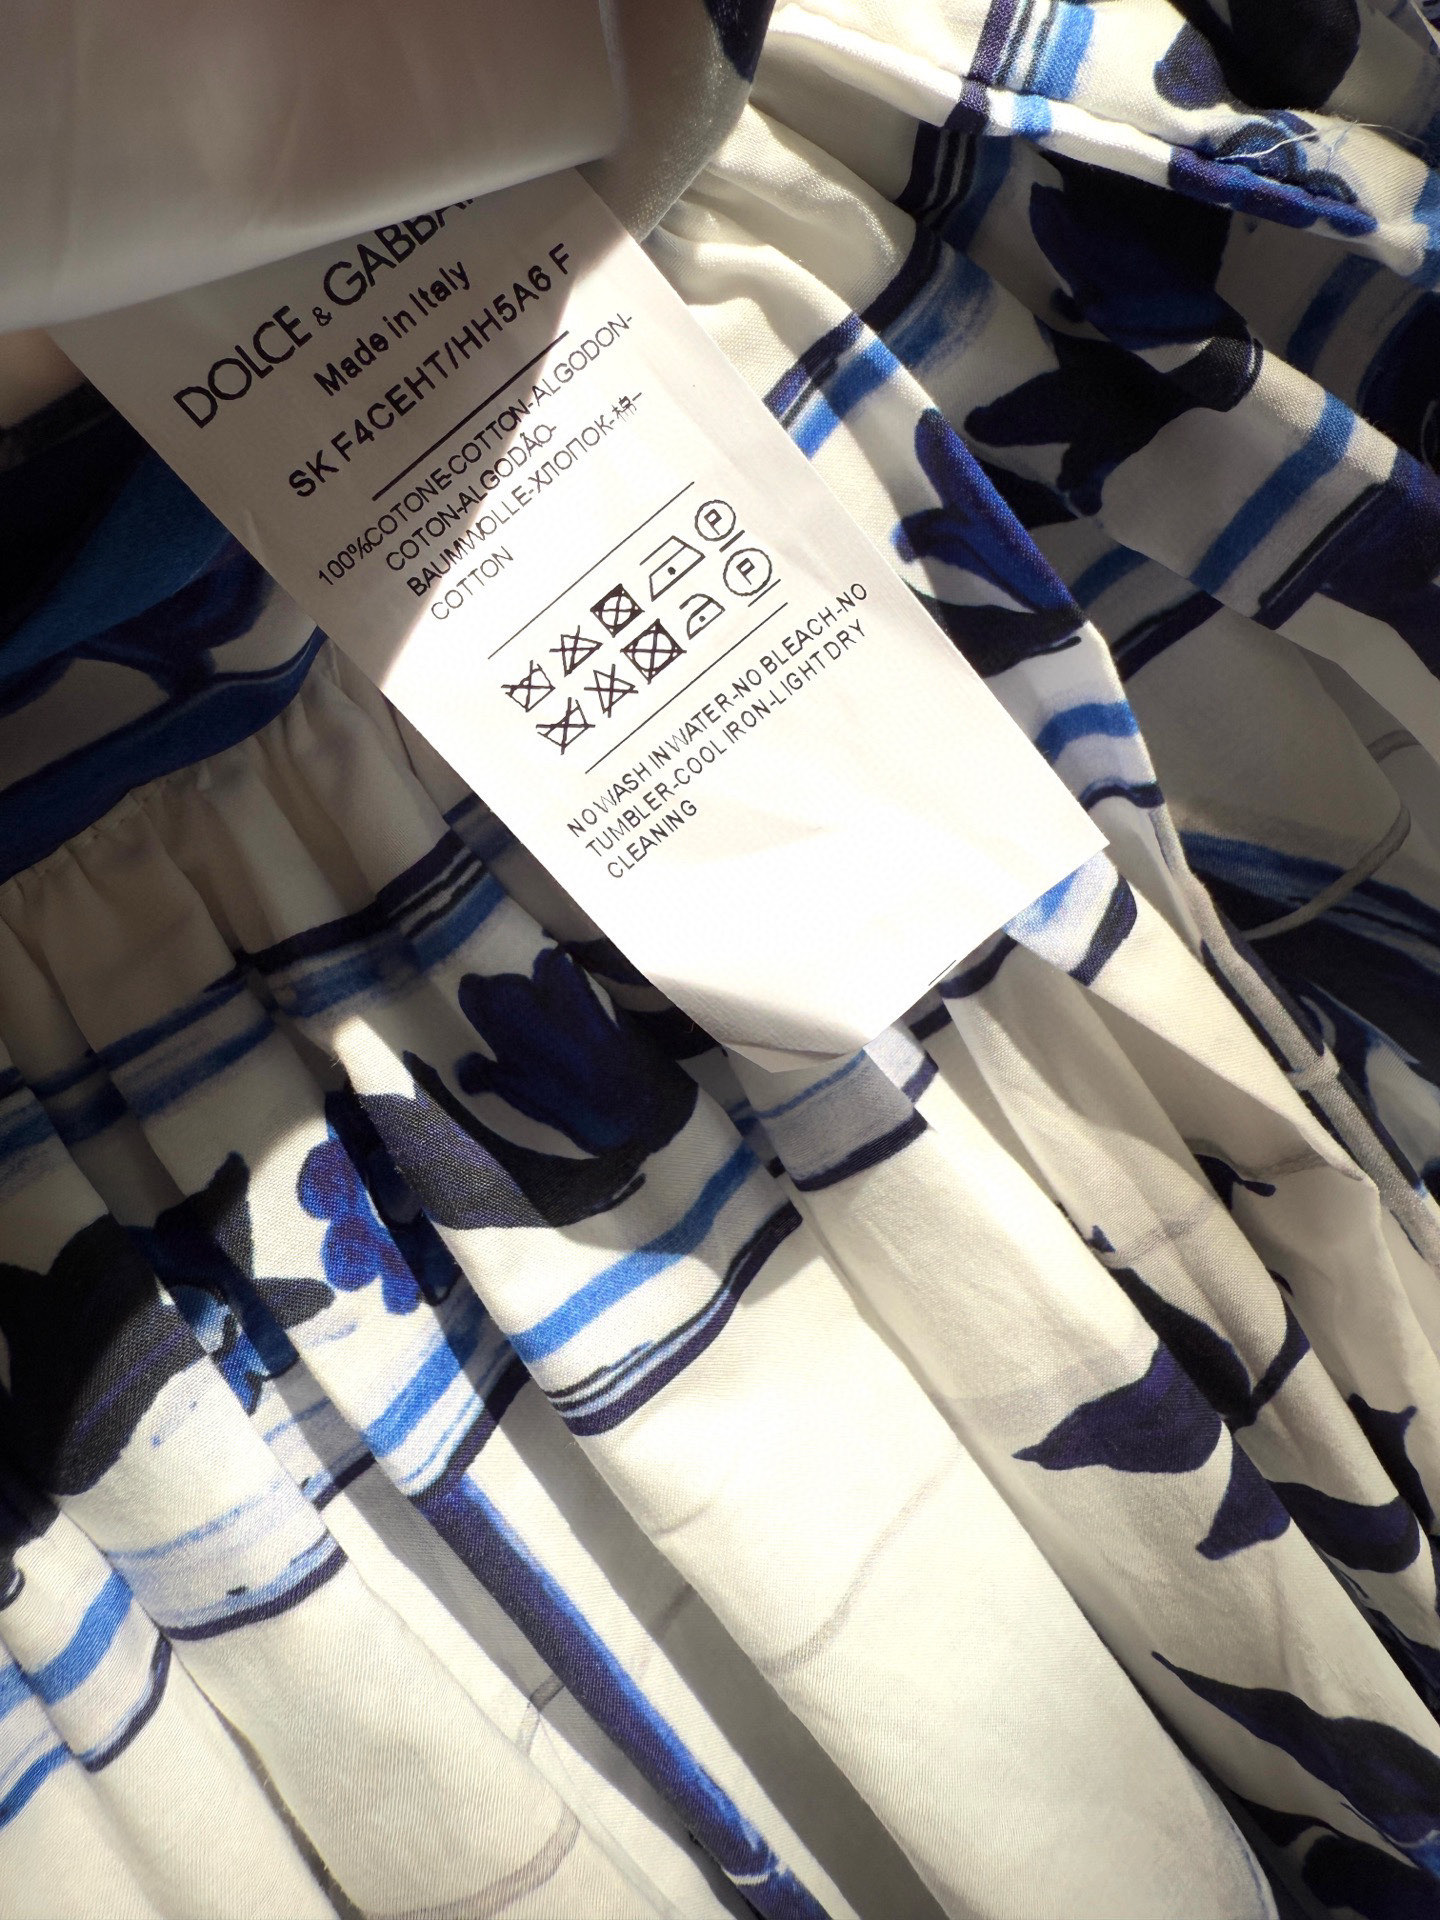 DOLCE & GABBA
Made in Italy
SK F4CEHT/HH5A6 F
100%COTONE-COTTON-ALGODON-
COTON-ALGODÃO-
BAUMWOLLE-ХЛОПОК-棉-
COTTON
P
P
NO WASH IN WATER-NO BLEACH-NO
TUMBLER-COOL IRON-LIGHT DRY
CLEANING